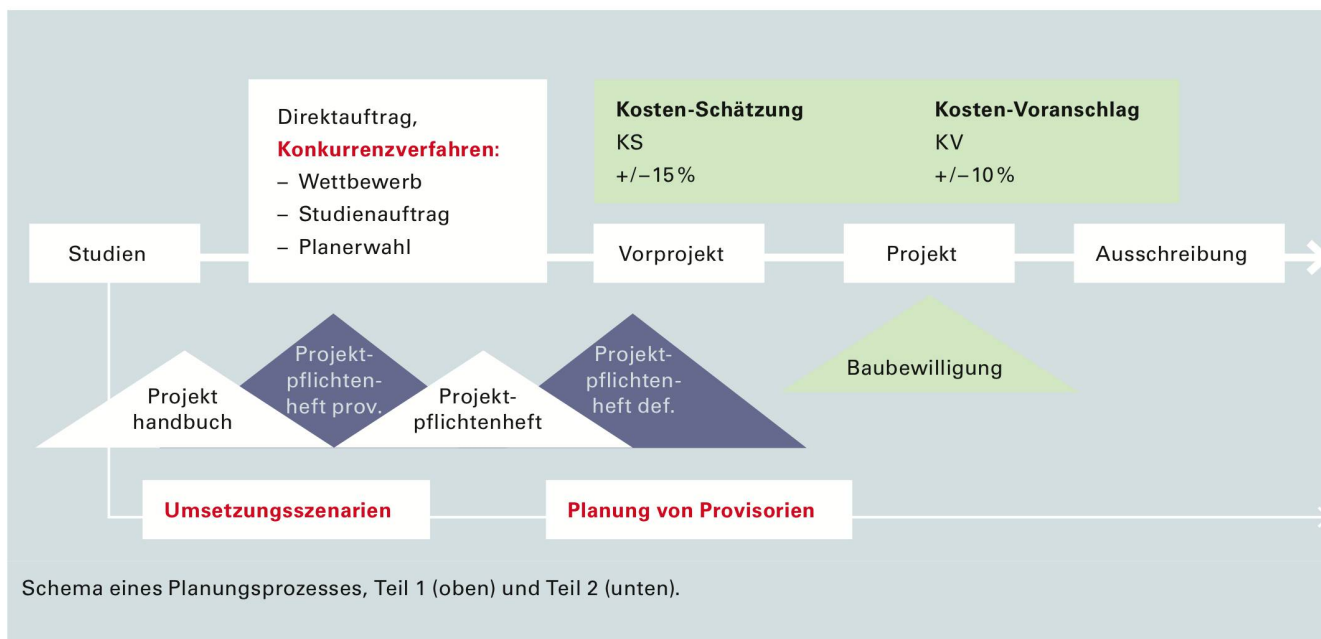 Direktauftrag,
Konkurrenzverfahren:
– Wettbewerb
– Studienauftrag
– Planerwahl
Kosten-Schätzung
KS
+/–15 %
Kosten-Voranschlag
KV
+/–10 %
Studien
Vorprojekt
Projekt
Ausschreibung
Projekt
handbuch
Projekt-
pflichten-
heft prov.
Projekt-
pflichtenheft
Projekt-
pflichten-
heft def.
Baubewilligung
Umsetzungsszenarien
Planung von Provisorien
Schema eines Planungsprozesses, Teil 1 (oben) und Teil 2 (unten).